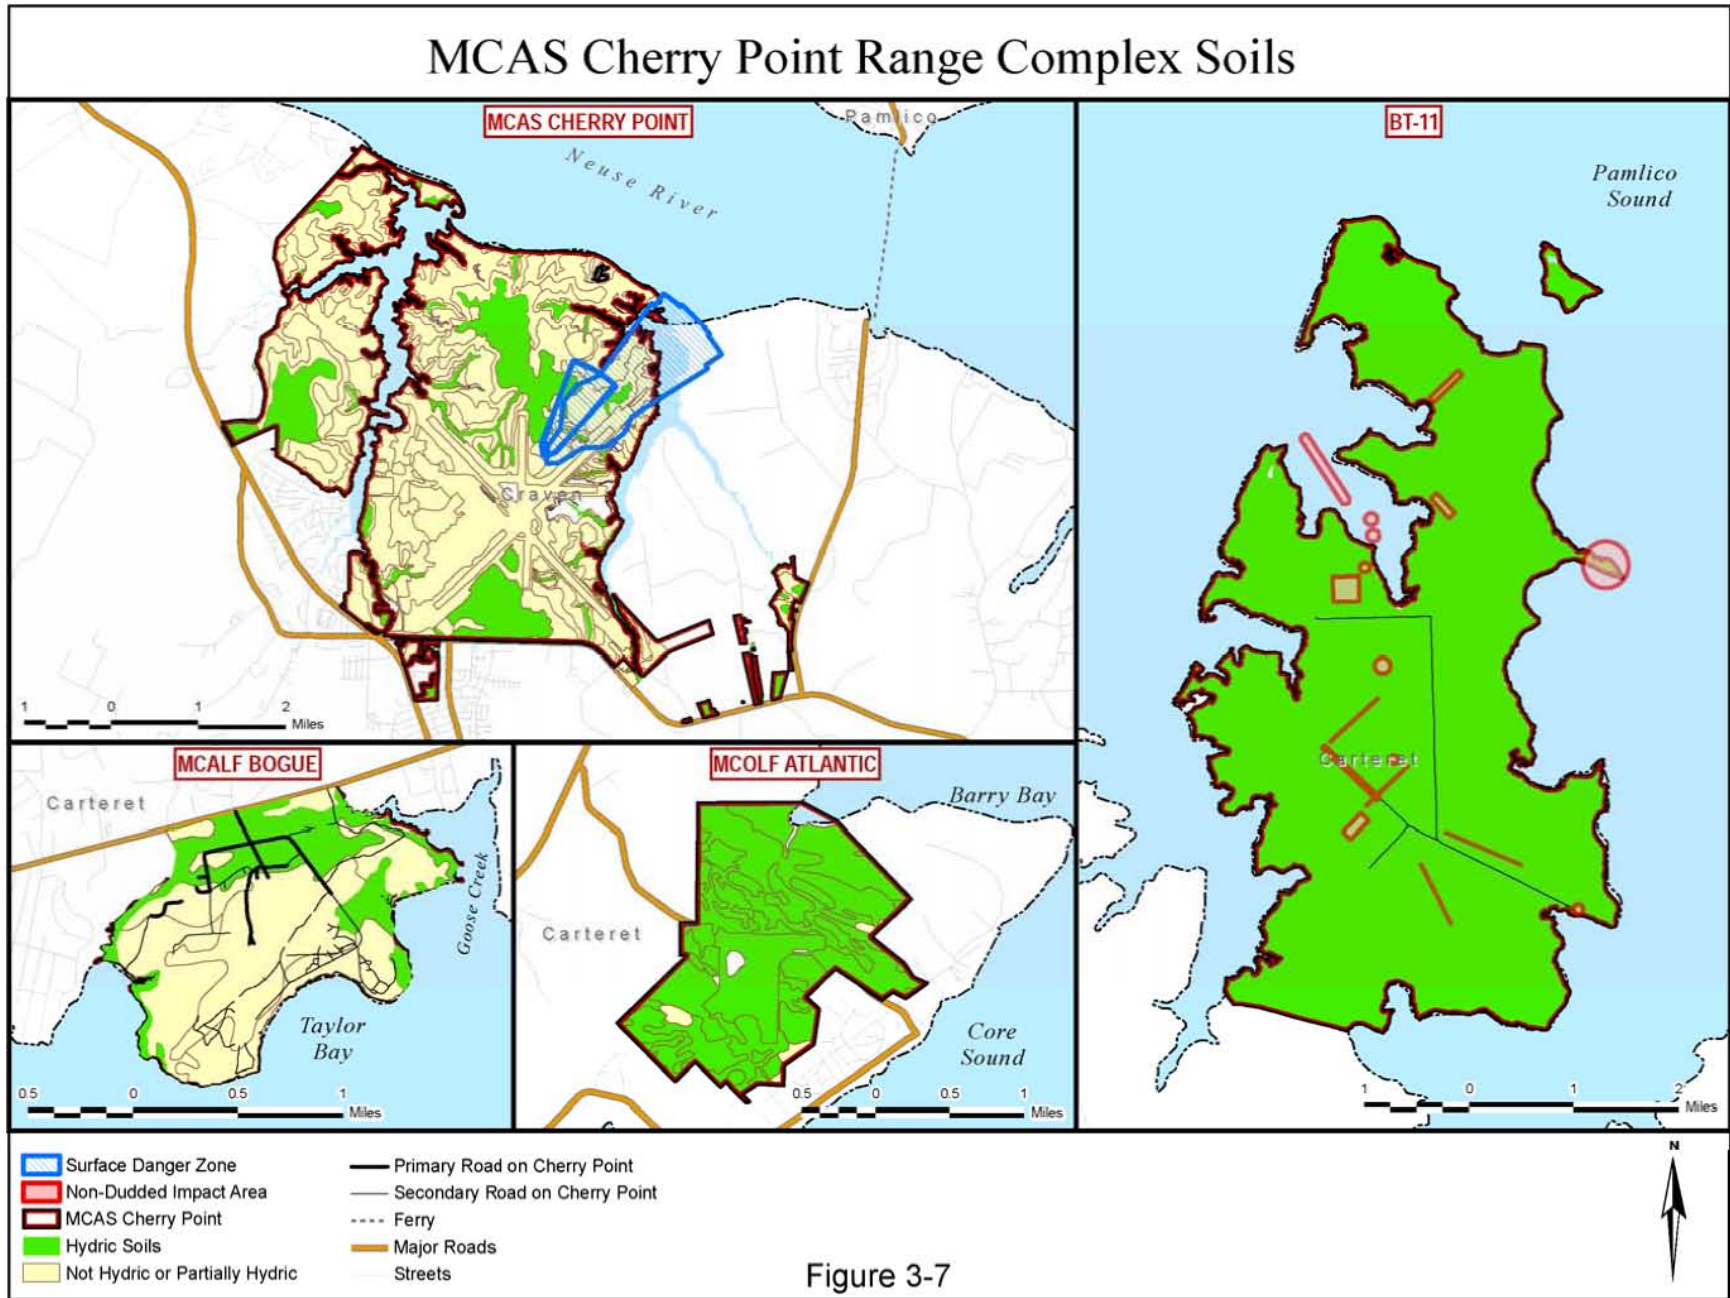 MCAS Cherry Point Range Complex Soils
MCAS CHERRY POINT
Pamlico
Neuse River
Craven
1 0 1 2
Miles
BT-11
Pamlico
Sound
Carteret
1 0 1 2
Miles
MCALF BOGUE
Carteret
Goose Creek
Taylor
Bay
0.5 0 0.5 1
Miles
MCOLF ATLANTIC
Barry Bay
Carteret
Core
Sound
0.5 0 0.5 1
Miles
Surface Danger Zone
Non-Dudded Impact Area
MCAS Cherry Point
Hydric Soils
Not Hydric or Partially Hydric
Primary Road on Cherry Point
Secondary Road on Cherry Point
Ferry
Major Roads
Streets
Figure 3-7
N